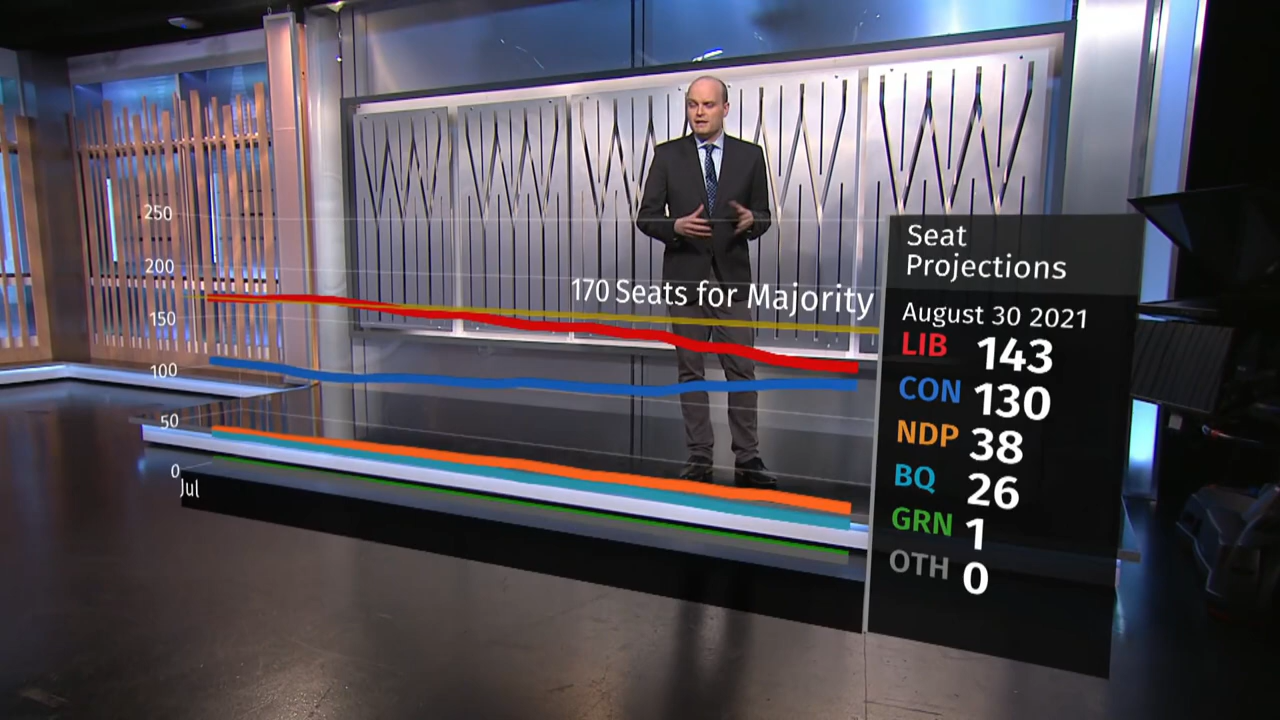 250
200
150
100
50
0
Jul
170 Seats for Majority
Seat
Projections
August 30 2021
LIB 143
CON 130
NDP 38
BQ 26
GRN 1
OTH 0